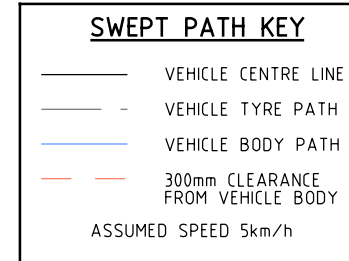 SWEPT PATH KEY
VEHICLE CENTRE LINE
VEHICLE TYRE PATH
VEHICLE BODY PATH
300mm CLEARANCE
FROM VEHICLE BODY
ASSUMED SPEED 5km/h